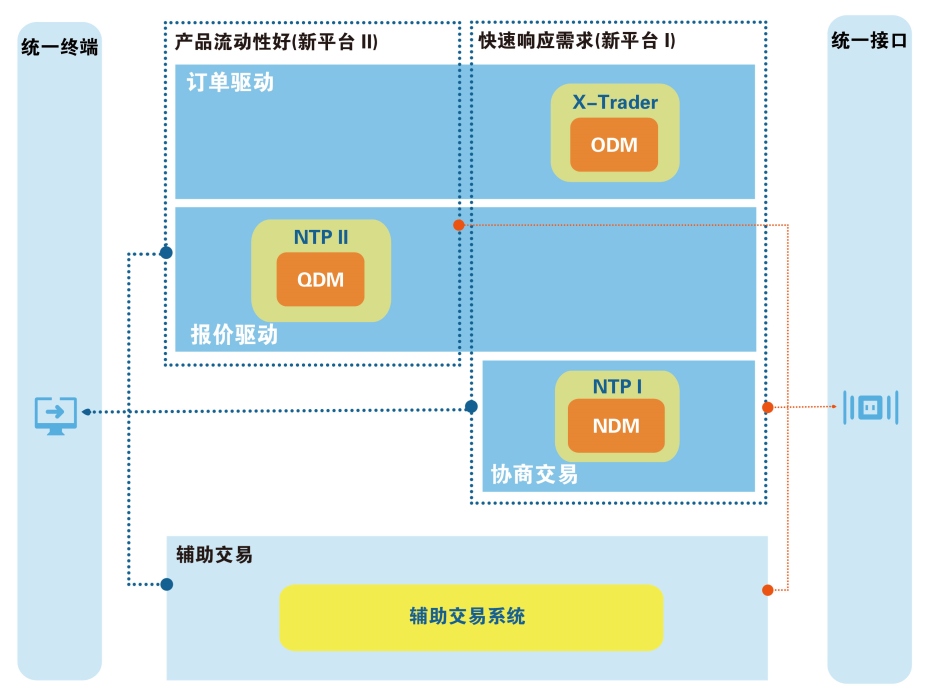 统一终端
产品流动性好(新平台 II)
快速响应需求(新平台 I)
统一接口
订单驱动
X-Trader
ODM
NTP II
QDM
报价驱动
NTP I
NDM
协商交易
辅助交易
辅助交易系统